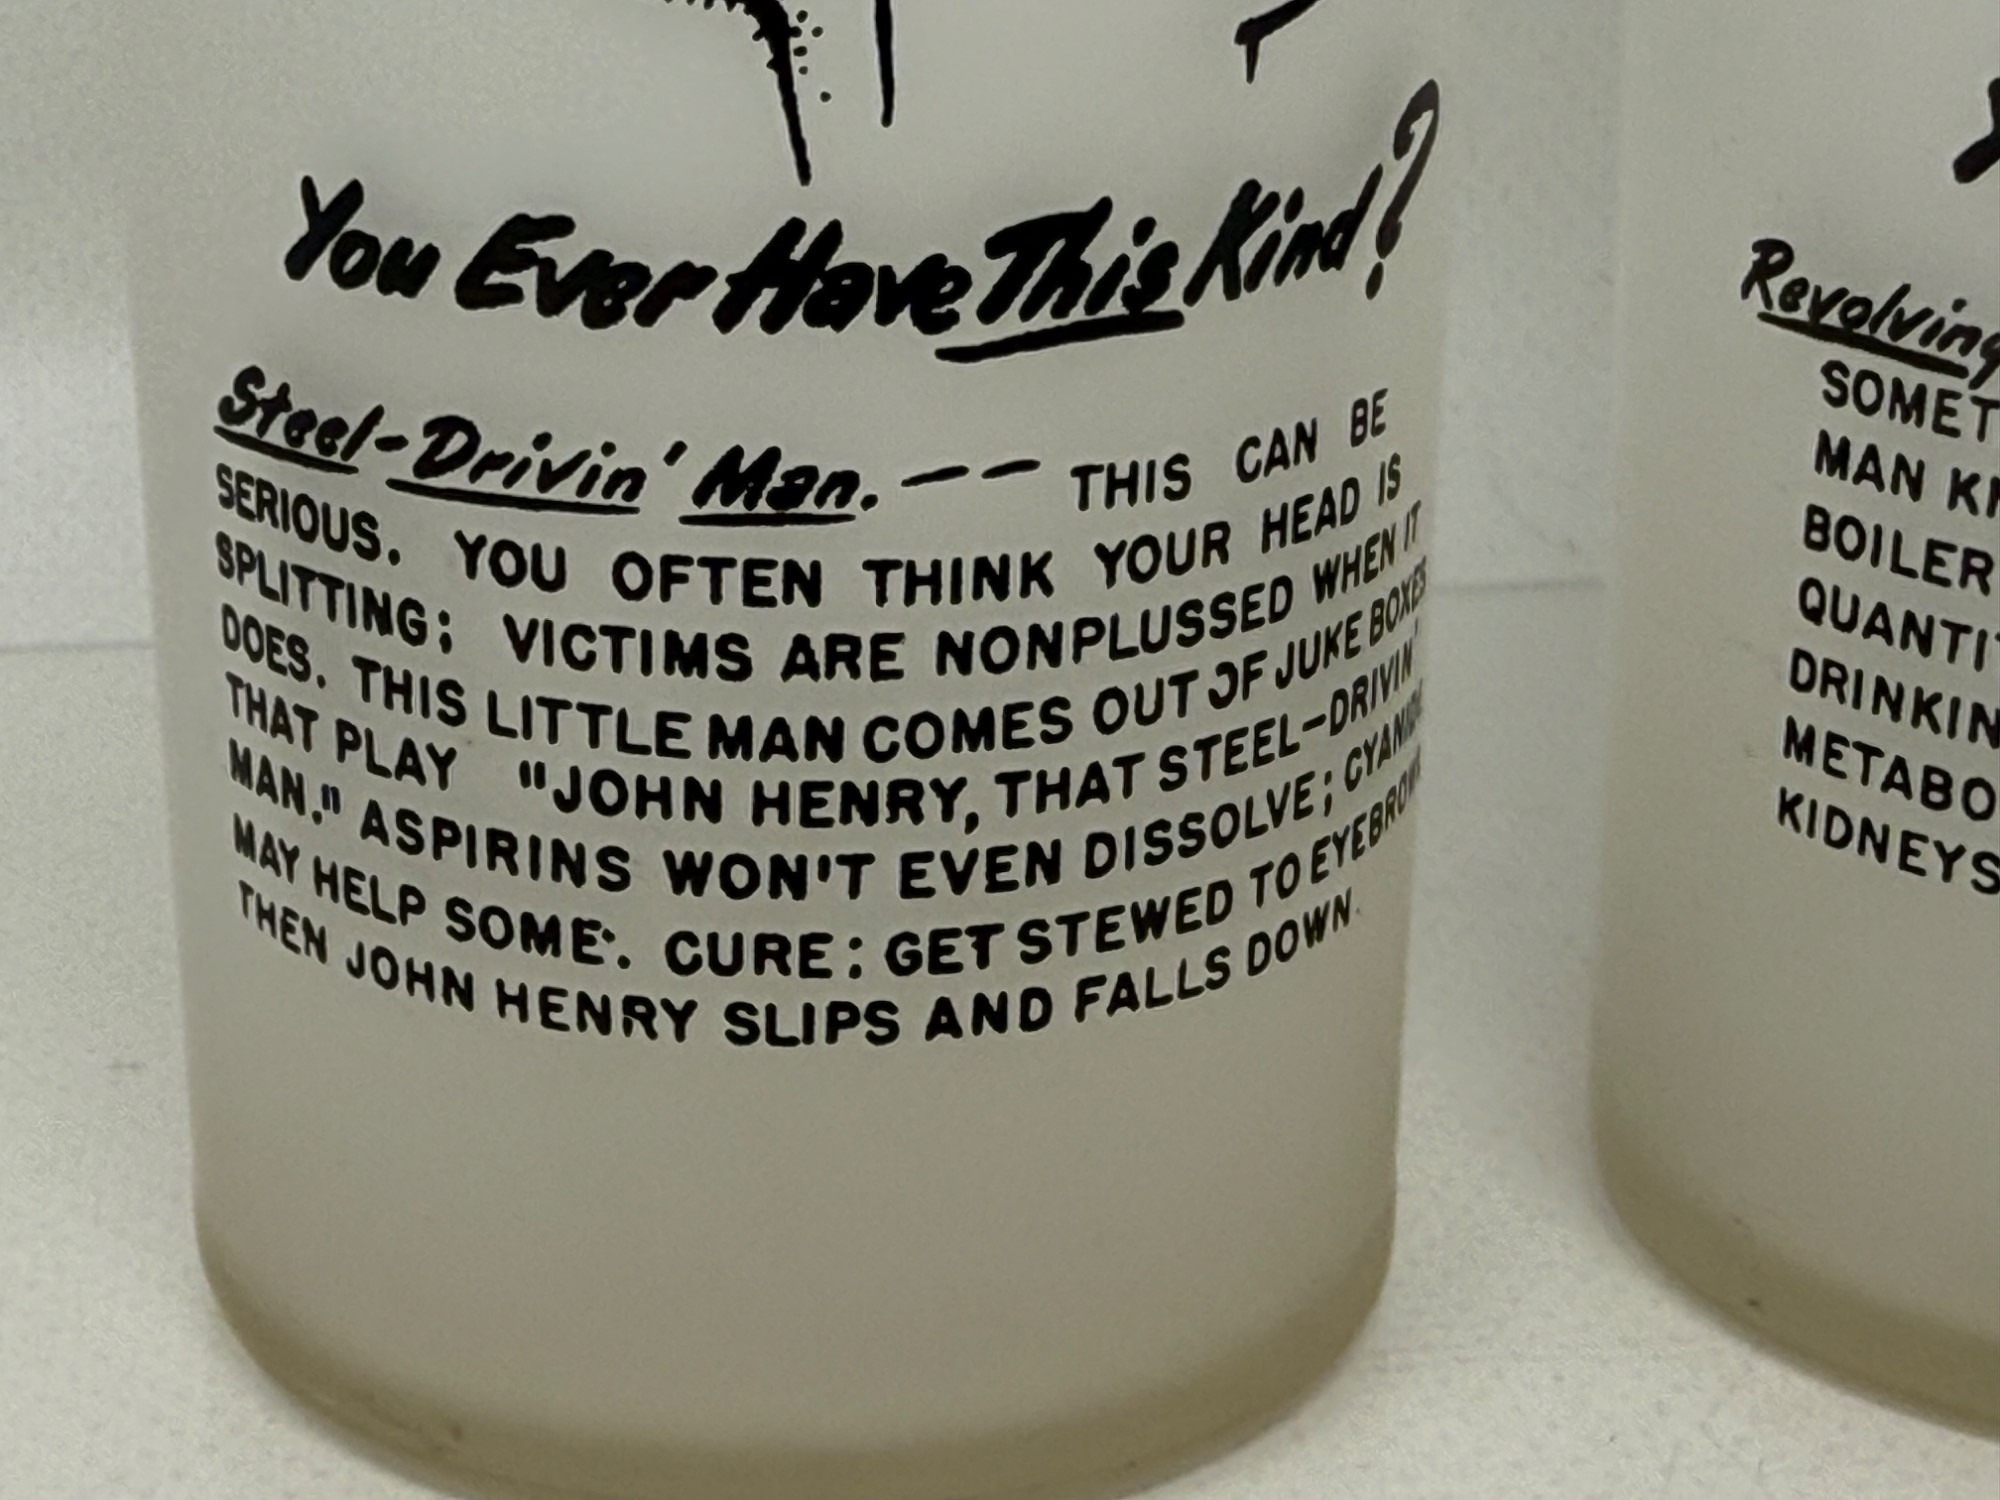 You Ever Have This Kind?
Steel-Drivin' Man. — — THIS CAN BE
SERIOUS. YOU OFTEN THINK YOUR HEAD IS
SPLITTING; VICTIMS ARE NONPLUSSED WHEN IT
DOES. THIS LITTLE MAN COMES OUT OF JUKE BOXES
THAT PLAY "JOHN HENRY, THAT STEEL-DRIVIN'
MAN." ASPIRINS WON'T EVEN DISSOLVE; CYANIDE
MAY HELP SOME. CURE: GET STEWED TO EYEBROWS
THEN JOHN HENRY SLIPS AND FALLS DOWN.
Revolving
SOMET
MAN
BOILER
QUANTI
DRINKIN
METABO
KIDNEYS